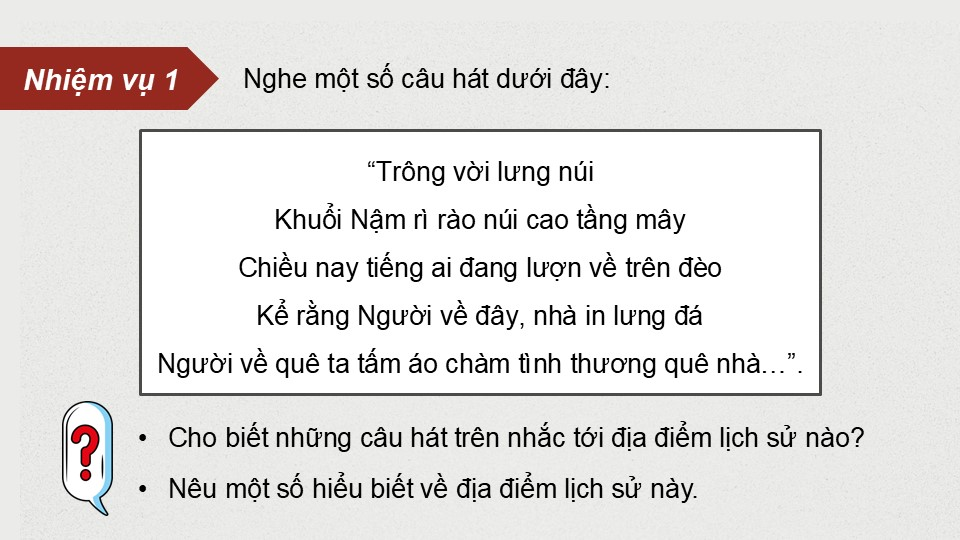 Nhiệm vụ 1
Nghe một số câu hát dưới đây:
“Trông vời lưng núi
Khuổi Nậm rì rào núi cao tầng mây
Chiều nay tiếng ai đang lượn về trên đèo
Kể rằng Người về đây, nhà in lưng đá
Người về quê ta tấm áo chàm tình thương quê nhà…”.
?
• Cho biết những câu hát trên nhắc tới địa điểm lịch sử nào?
• Nêu một số hiểu biết về địa điểm lịch sử này.